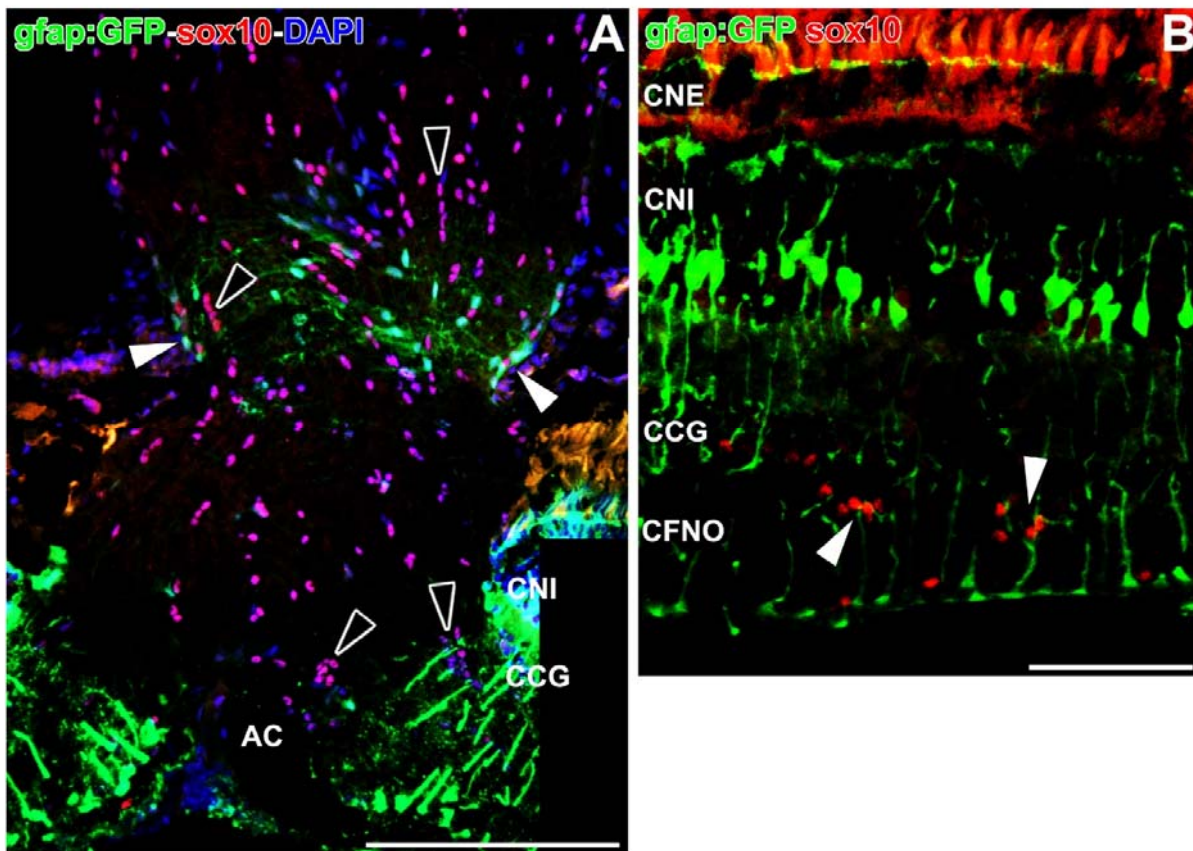 gfap:GFP-sox10-DAPI
A
CNI
CCG
AC
gfap:GFP sox10
B
CNE
CNI
CCG
CFNO